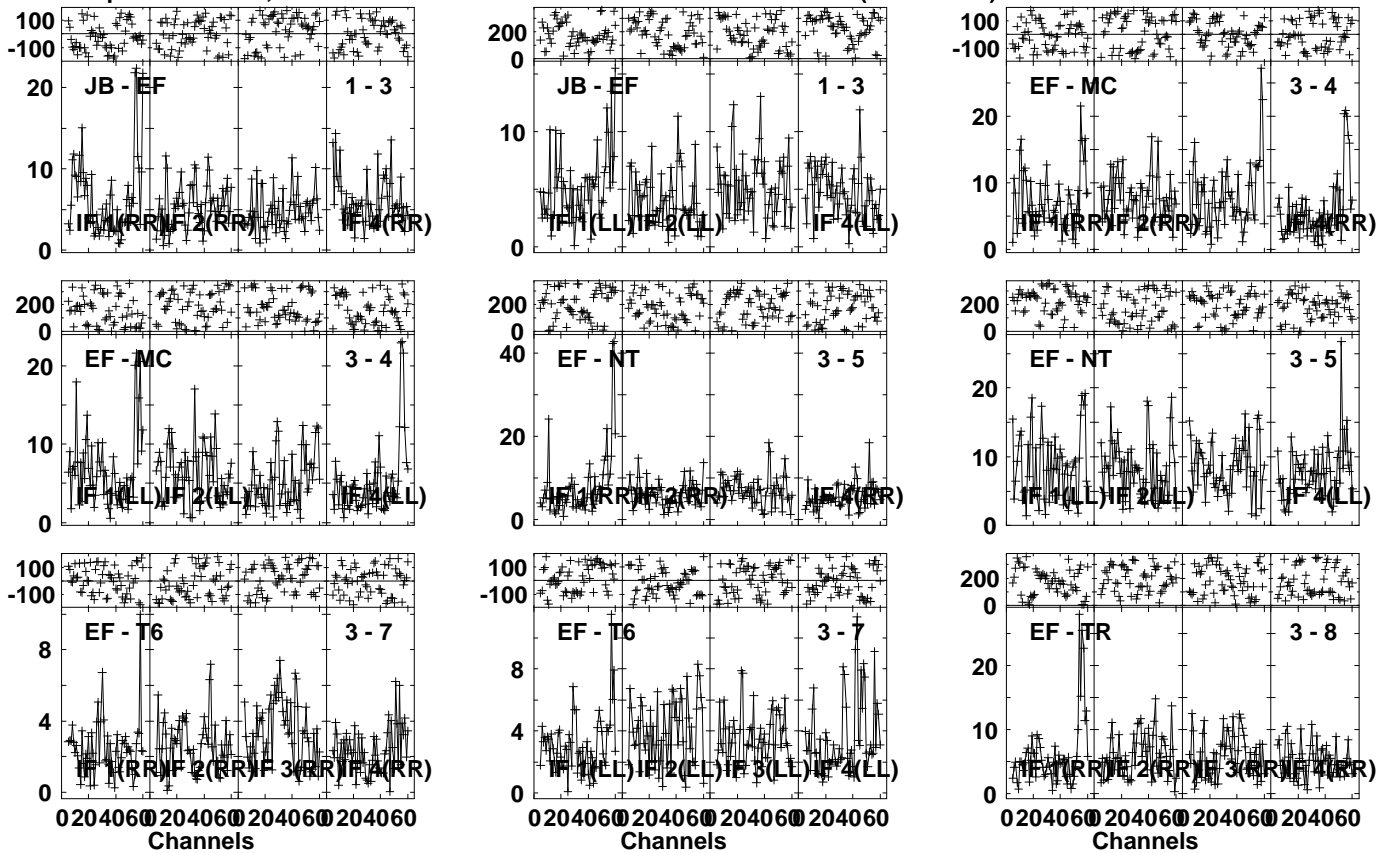 100
-100
20
10
0
JB - EF
1 - 3
IF 1(RR)
IF 2(RR)
IF 4(RR)
200
0
10
0
JB - EF
1 - 3
IF 1(LL)
IF 2(LL)
IF 4(LL)
100
-100
20
10
0
EF - MC
3 - 4
IF 1(RR)
IF 2(RR)
IF 4(RR)
200
0
20
10
0
EF - MC
3 - 4
IF 1(LL)
IF 2(LL)
IF 4(LL)
200
0
40
20
0
EF - NT
3 - 5
IF 1(RR)
IF 2(RR)
IF 4(RR)
200
0
20
10
0
EF - NT
3 - 5
IF 1(LL)
IF 2(LL)
IF 4(LL)
100
-100
8
4
0
EF - T6
3 - 7
IF 1(RR)
IF 2(RR)
IF 3(RR)
IF 4(RR)
0 20 40 60 0 20 40 60 0 20 40 60 0 20 40 60
Channels
100
-100
8
4
0
EF - T6
3 - 7
IF 1(LL)
IF 2(LL)
IF 3(LL)
IF 4(LL)
0 20 40 60 0 20 40 60 0 20 40 60 0 20 40 60
Channels
200
0
20
10
0
EF - TR
3 - 8
IF 1(RR)
IF 2(RR)
IF 3(RR)
IF 4(RR)
0 20 40 60 0 20 40 60 0 20 40 60 0 20 40 60
Channels